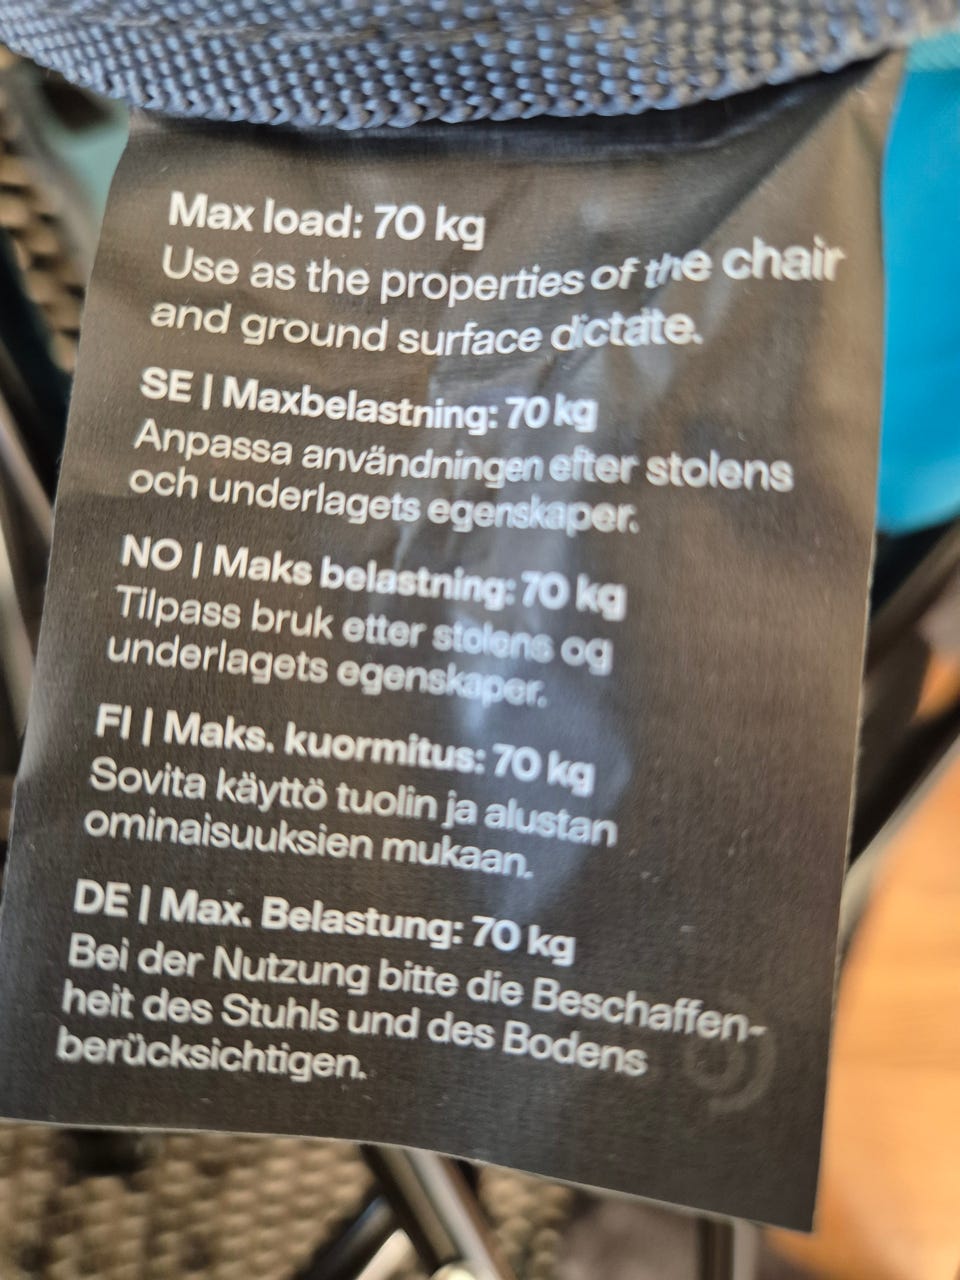 Max load: 70 kg
Use as the properties of the chair
and ground surface dictate.
SE | Maxbelastning: 70 kg
Anpassa användningen efter stolens
och underlagets egenskaper.
NO | Maks belastning: 70 kg
Tilpass bruk etter stolens og
underlagets egenskaper.
FI | Maks. kuormitus: 70 kg
Sovita käyttö tuolin ja alustan
ominaisuuksien mukaan.
DE | Max. Belastung: 70 kg
Bei der Nutzung bitte die Beschaffen-
heit des Stuhls und des Bodens
berücksichtigen.